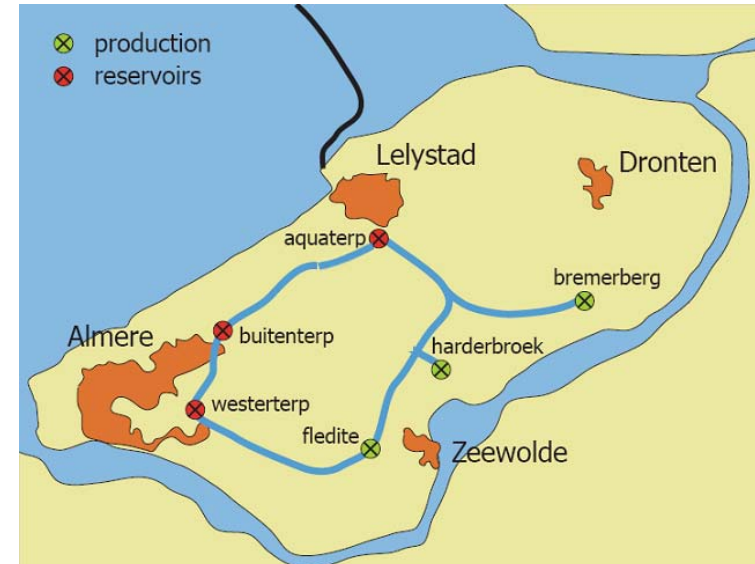 production
reservoirs
Lelystad
Dronten
aquaterp
bremerberg
Almere
buitenterp
harderbroek
westerterp
fledite
Zeewolde